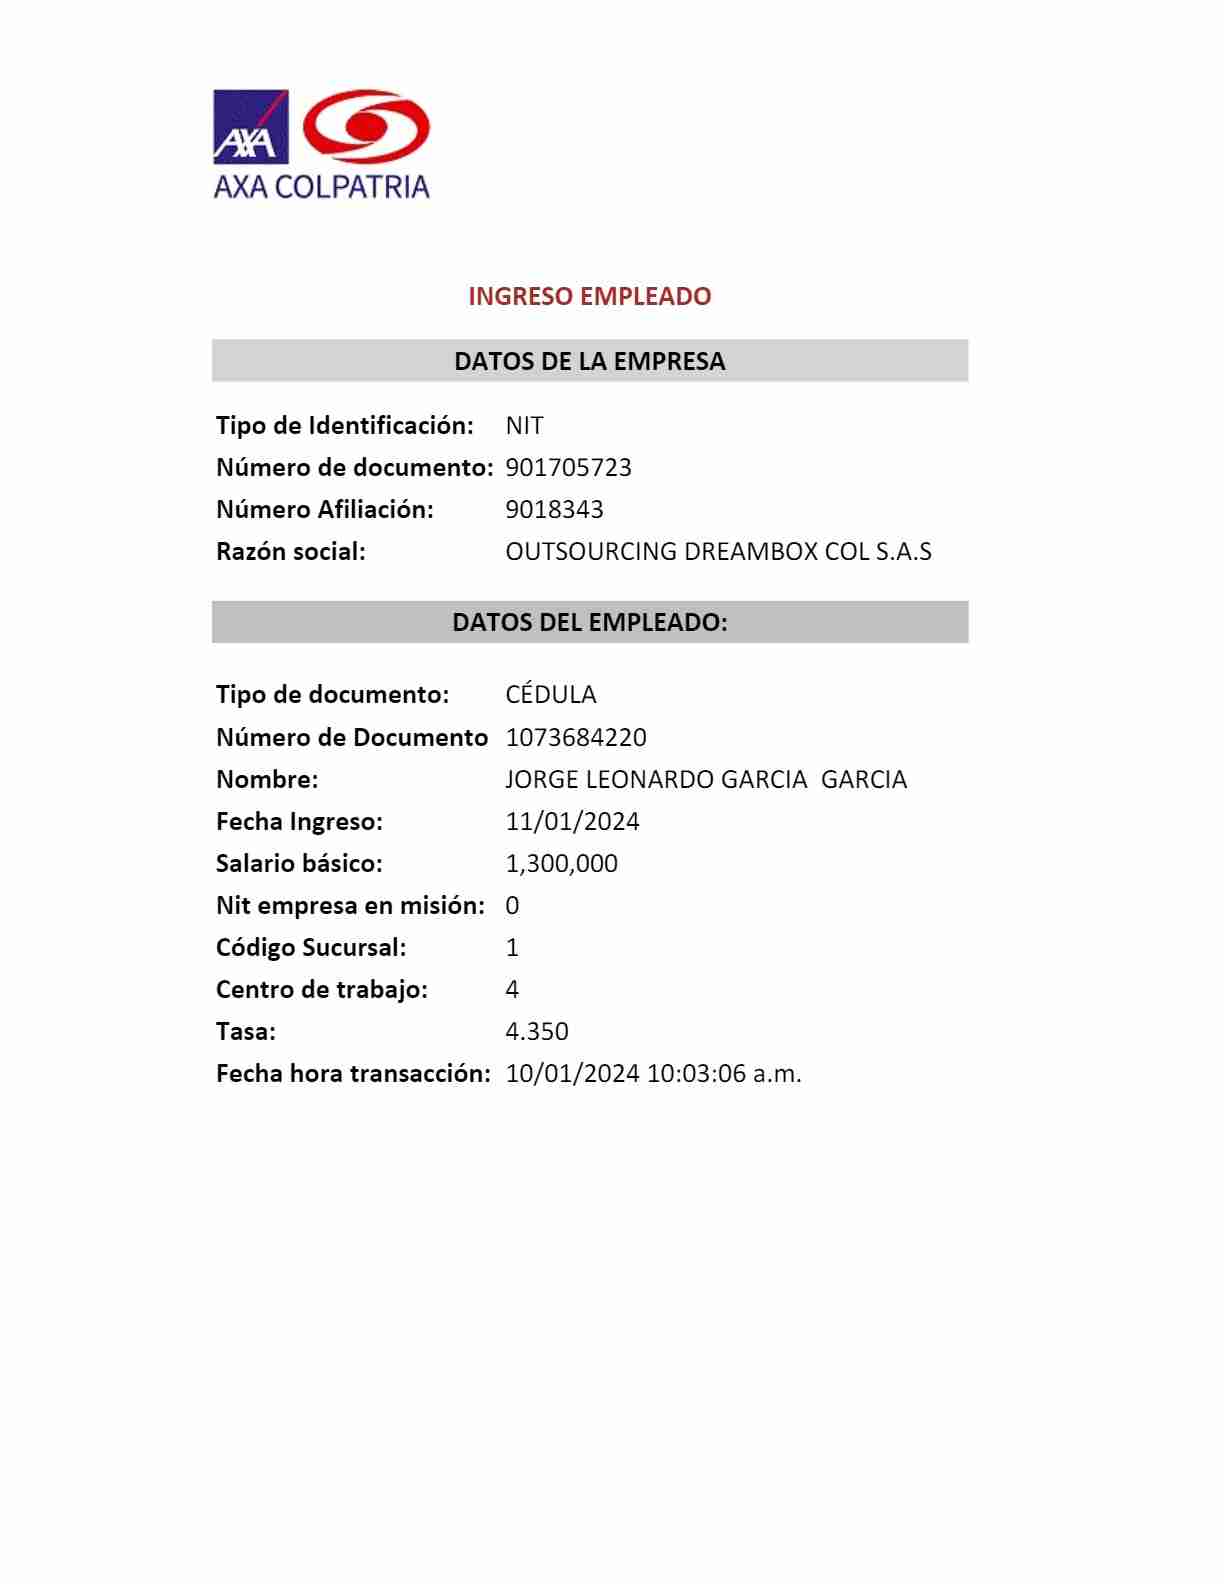 AXA
AXA COLPATRIA
INGRESO EMPLEADO
DATOS DE LA EMPRESA
Tipo de Identificación: NIT
Número de documento: 901705723
Número Afiliación: 9018343
Razón social: OUTSOURCING DREAMBOX COL S.A.S
DATOS DEL EMPLEADO:
Tipo de documento: CÉDULA
Número de Documento 1073684220
Nombre: JORGE LEONARDO GARCIA  GARCIA
Fecha Ingreso: 11/01/2024
Salario básico: 1,300,000
Nit empresa en misión: 0
Código Sucursal: 1
Centro de trabajo: 4
Tasa: 4.350
Fecha hora transacción: 10/01/2024 10:03:06 a.m.